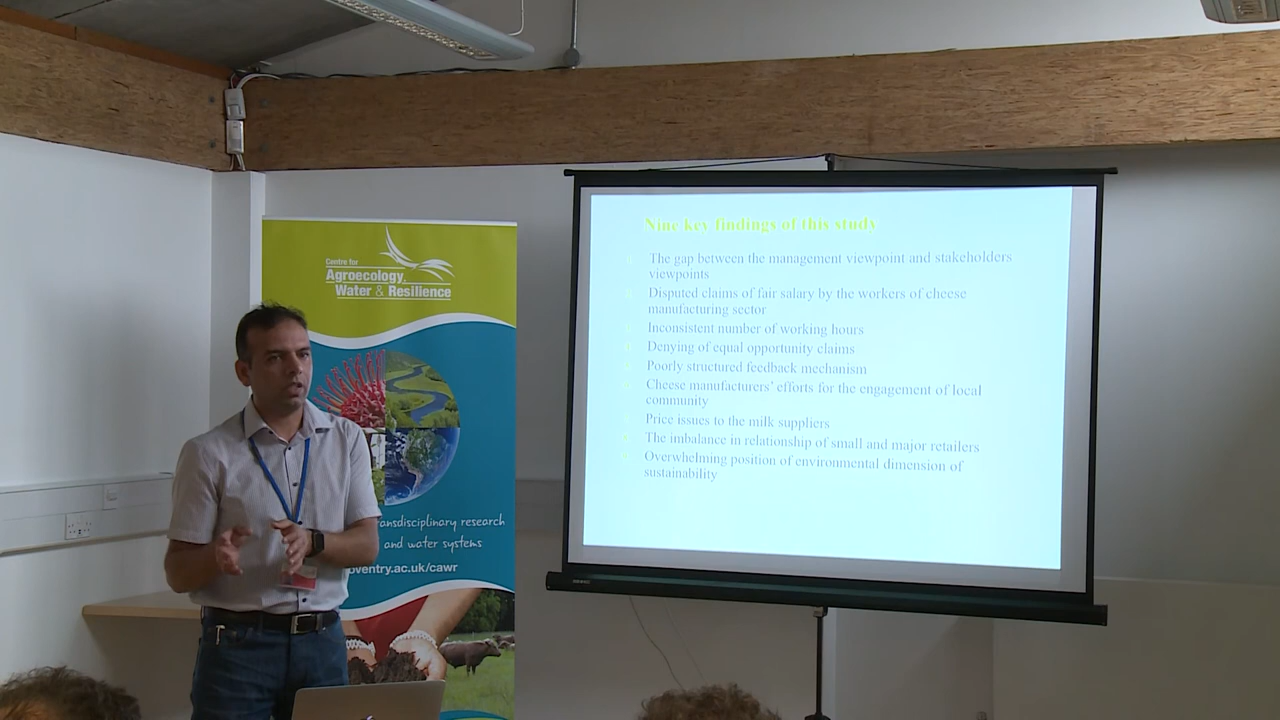 Centre for
Agroecology,
Water & Resilience
ansdisciplinary research
and water systems
oventry.ac.uk/cawr
Nine key findings of this study
The gap between the management viewpoint and stakeholders
viewpoints
Disputed claims of fair salary by the workers of cheese
manufacturing sector
Inconsistent number of working hours
Denying of equal opportunity claims
Poorly structured feedback mechanism
Cheese manufacturers' efforts for the engagement of local
community
Price issues to the milk suppliers
The imbalance in relationship of small and major retailers
Overwhelming position of environmental dimension of
sustainability